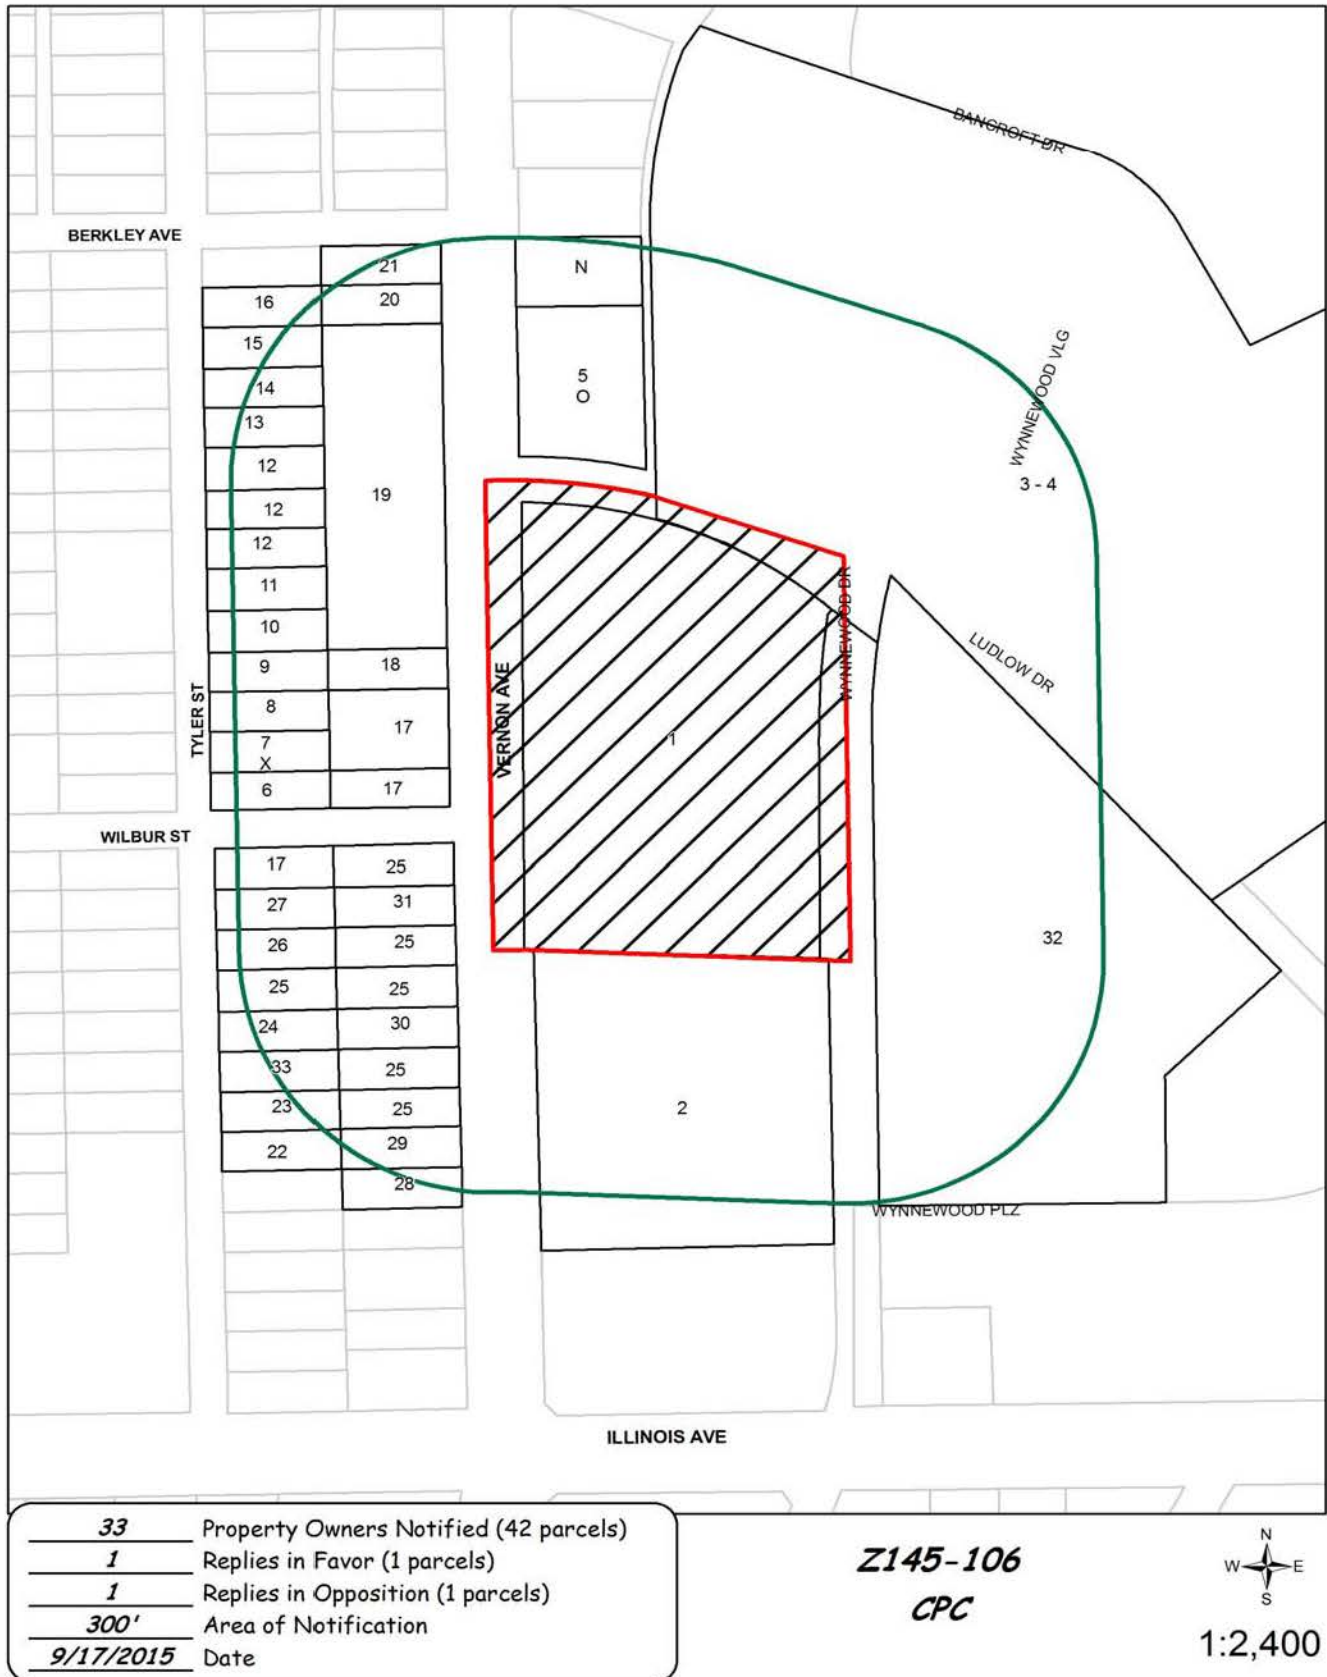 BANCROFT DR
BERKLEY AVE
21
N
16
20
15
WYNNEWOOD VLG
5
O
14
13
12
3 - 4
19
12
12
11
WYNNEWOOD DR
10
LUDLOW DR
9
18
TYLER ST
VERNON AVE
8
17
7
X
1
6
17
WILBUR ST
17
25
27
31
26
25
32
25
25
24
30
33
25
23
25
2
22
29
28
WYNNEWOOD PLZ
ILLINOIS AVE
33 Property Owners Notified (42 parcels)
1 Replies in Favor (1 parcels)
1 Replies in Opposition (1 parcels)
300' Area of Notification
9/17/2015 Date
Z145-106
CPC
N
W E
S
1:2,400